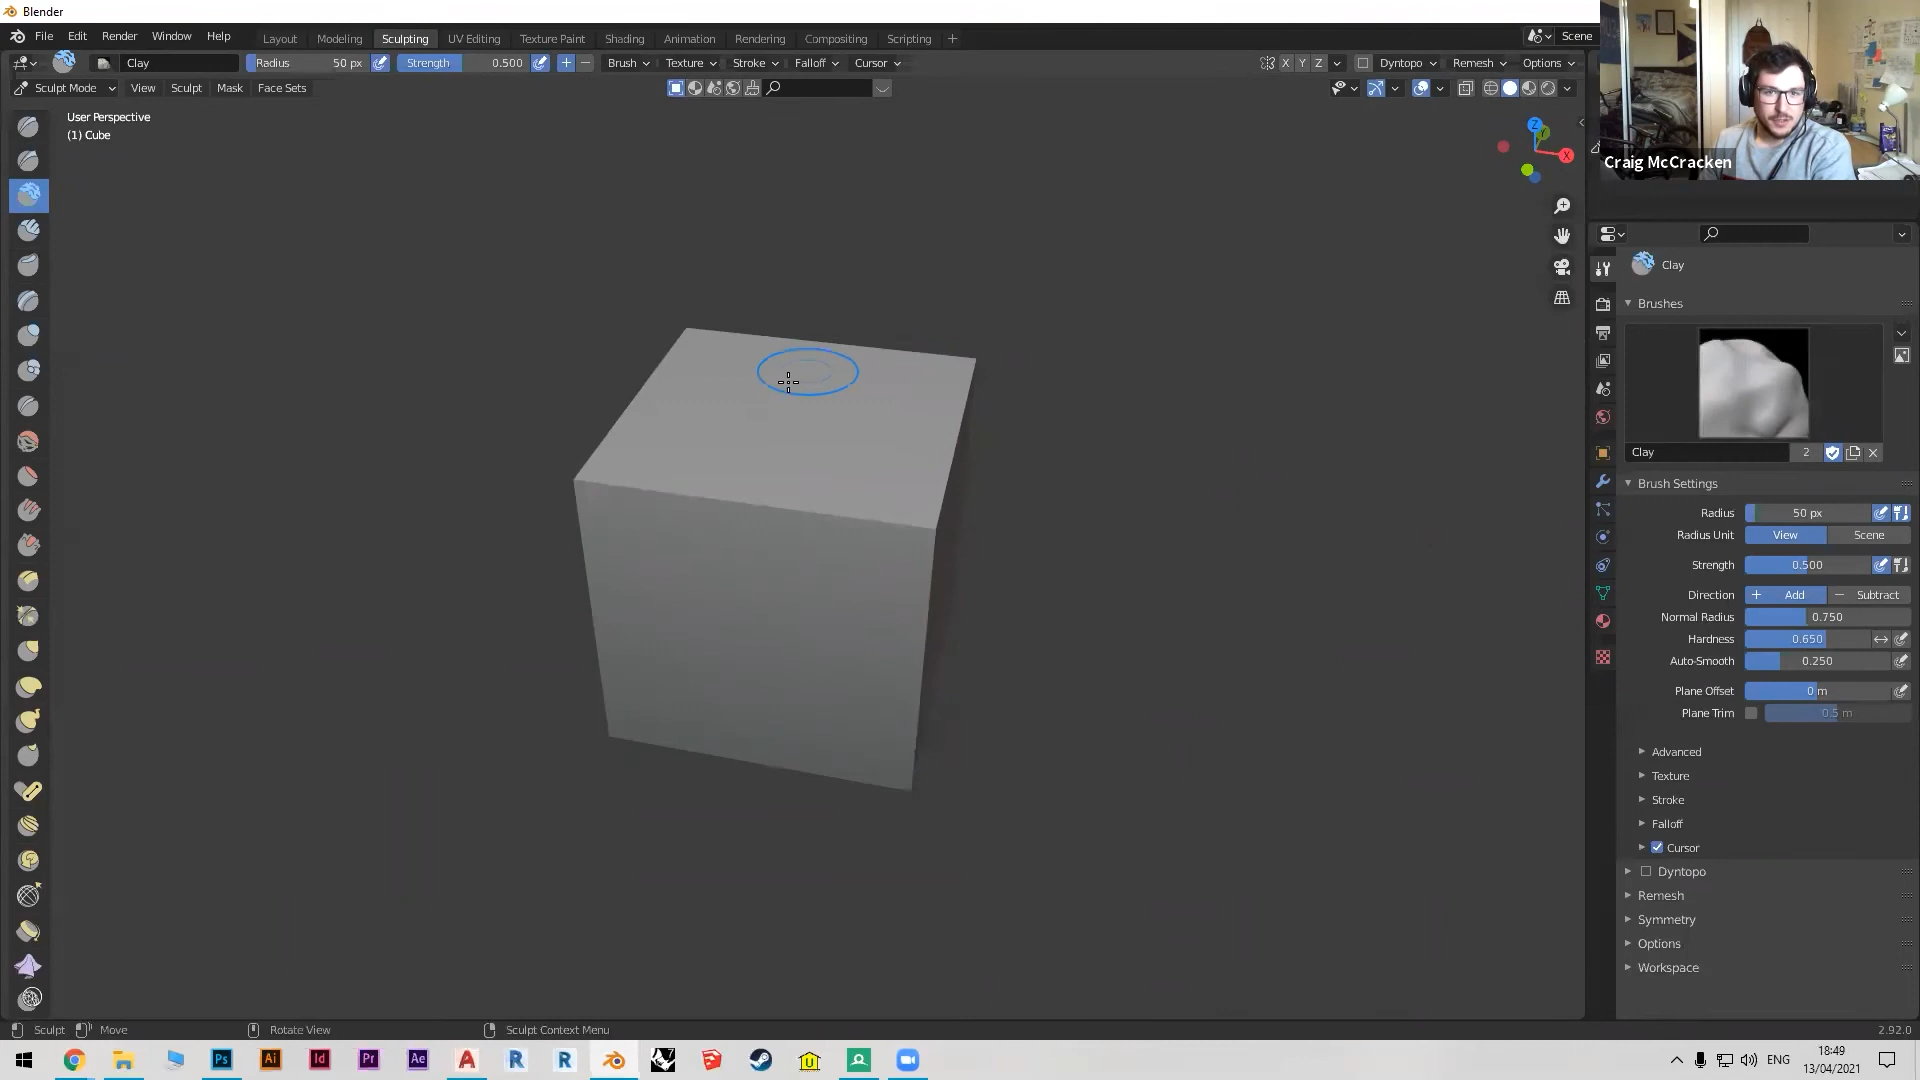 Blender
File Edit Render Window Help Layout Modeling Sculpting UV Editing Texture Paint Shading Animation Rendering Compositing Scripting + Scene
Clay Radius 50 px Strength 0.500 + − Brush Texture Stroke Falloff Cursor X Y Z Dyntopo Remesh Options
Sculpt Mode View Sculpt Mask Face Sets
User Perspective
(1) Cube
Z
Y
X
Craig McCracken
Clay
Brushes
Clay 2
Brush Settings
Radius 50 px
Radius Unit View Scene
Strength 0.500
Direction + Add − Subtract
Normal Radius 0.750
Hardness 0.650
Auto-Smooth 0.250
Plane Offset 0 m
Plane Trim 0.5 m
Advanced
Texture
Stroke
Falloff
Cursor
Dyntopo
Remesh
Symmetry
Options
Workspace
Sculpt Move Rotate View Sculpt Context Menu 2.92.0
Ps Ai Id Pr Ae A R R U ENG 18:49
13/04/2021